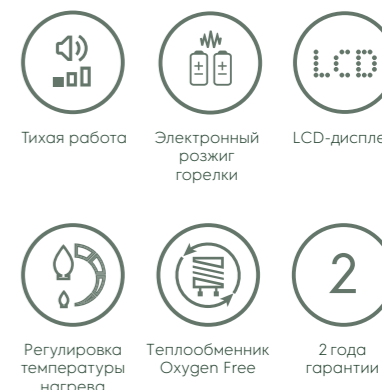 LCD
Тихая работа
Электронный
розжиг
горелки
LCD-диспле
2
Регулировка
температуры
нагрева
Теплообменник
Oxygen Free
2 года
гарантии